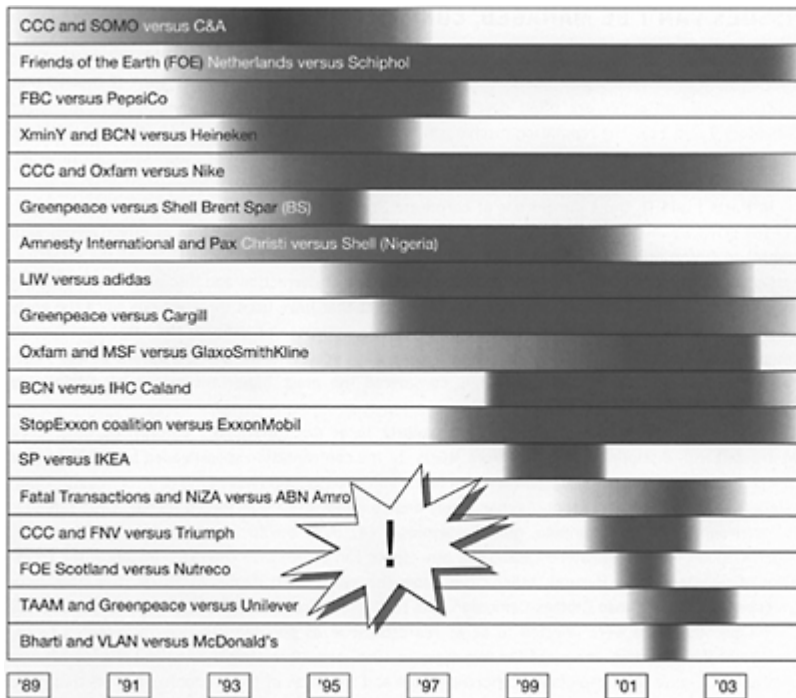 CCC and SOMO versus C&A
Friends of the Earth (FOE) Netherlands versus Schiphol
FBC versus PepsiCo
XminY and BCN versus Heineken
CCC and Oxfam versus Nike
Greenpeace versus Shell Brent Spar (BS)
Amnesty International and Pax Christi versus Shell (Nigeria)
LIW versus adidas
Greenpeace versus Cargill
Oxfam and MSF versus GlaxoSmithKline
BCN versus IHC Caland
StopExxon coalition versus ExxonMobil
SP versus IKEA
Fatal Transactions and NiZA versus ABN Amro
CCC and FNV versus Triumph
!
FOE Scotland versus Nutreco
TAAM and Greenpeace versus Unilever
Bharti and VLAN versus McDonald's
'89 '91 '93 '95 '97 '99 '01 '03